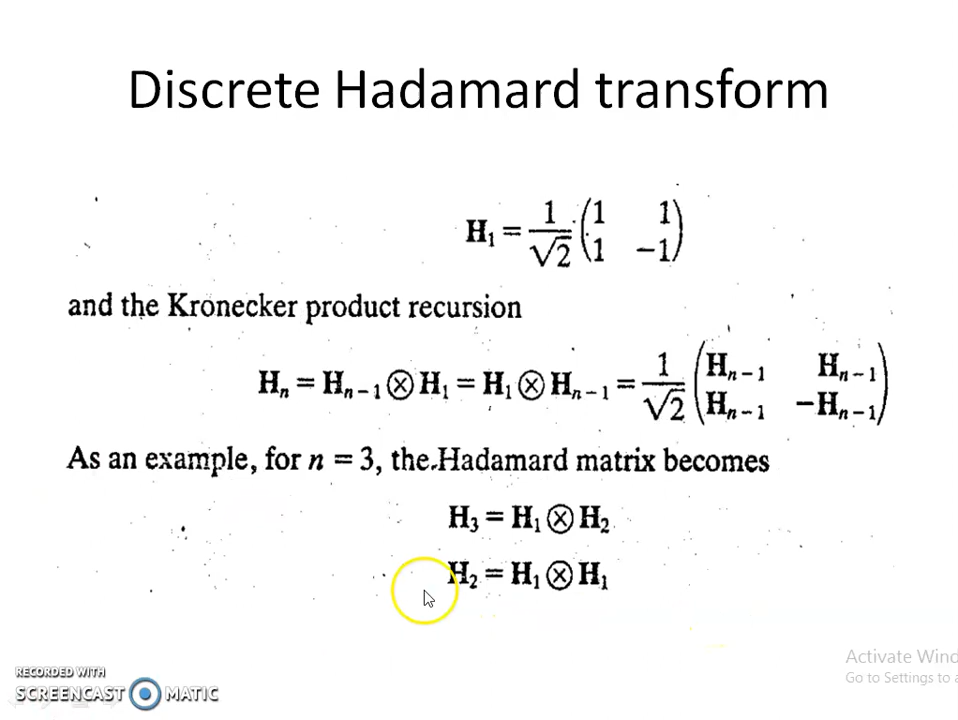 Discrete Hadamard transform
H₁ = 1/√2 (1 1; 1 −1)
and the Kronecker product recursion
Hₙ = Hₙ₋₁ ⊗ H₁ = H₁ ⊗ Hₙ₋₁ = 1/√2 (Hₙ₋₁ Hₙ₋₁; Hₙ₋₁ −Hₙ₋₁)
As an example, for n = 3, the Hadamard matrix becomes
H₃ = H₁ ⊗ H₂
H₂ = H₁ ⊗ H₁
Activate Wind
Go to Settings to a
RECORDED WITH
SCREENCAST MATIC